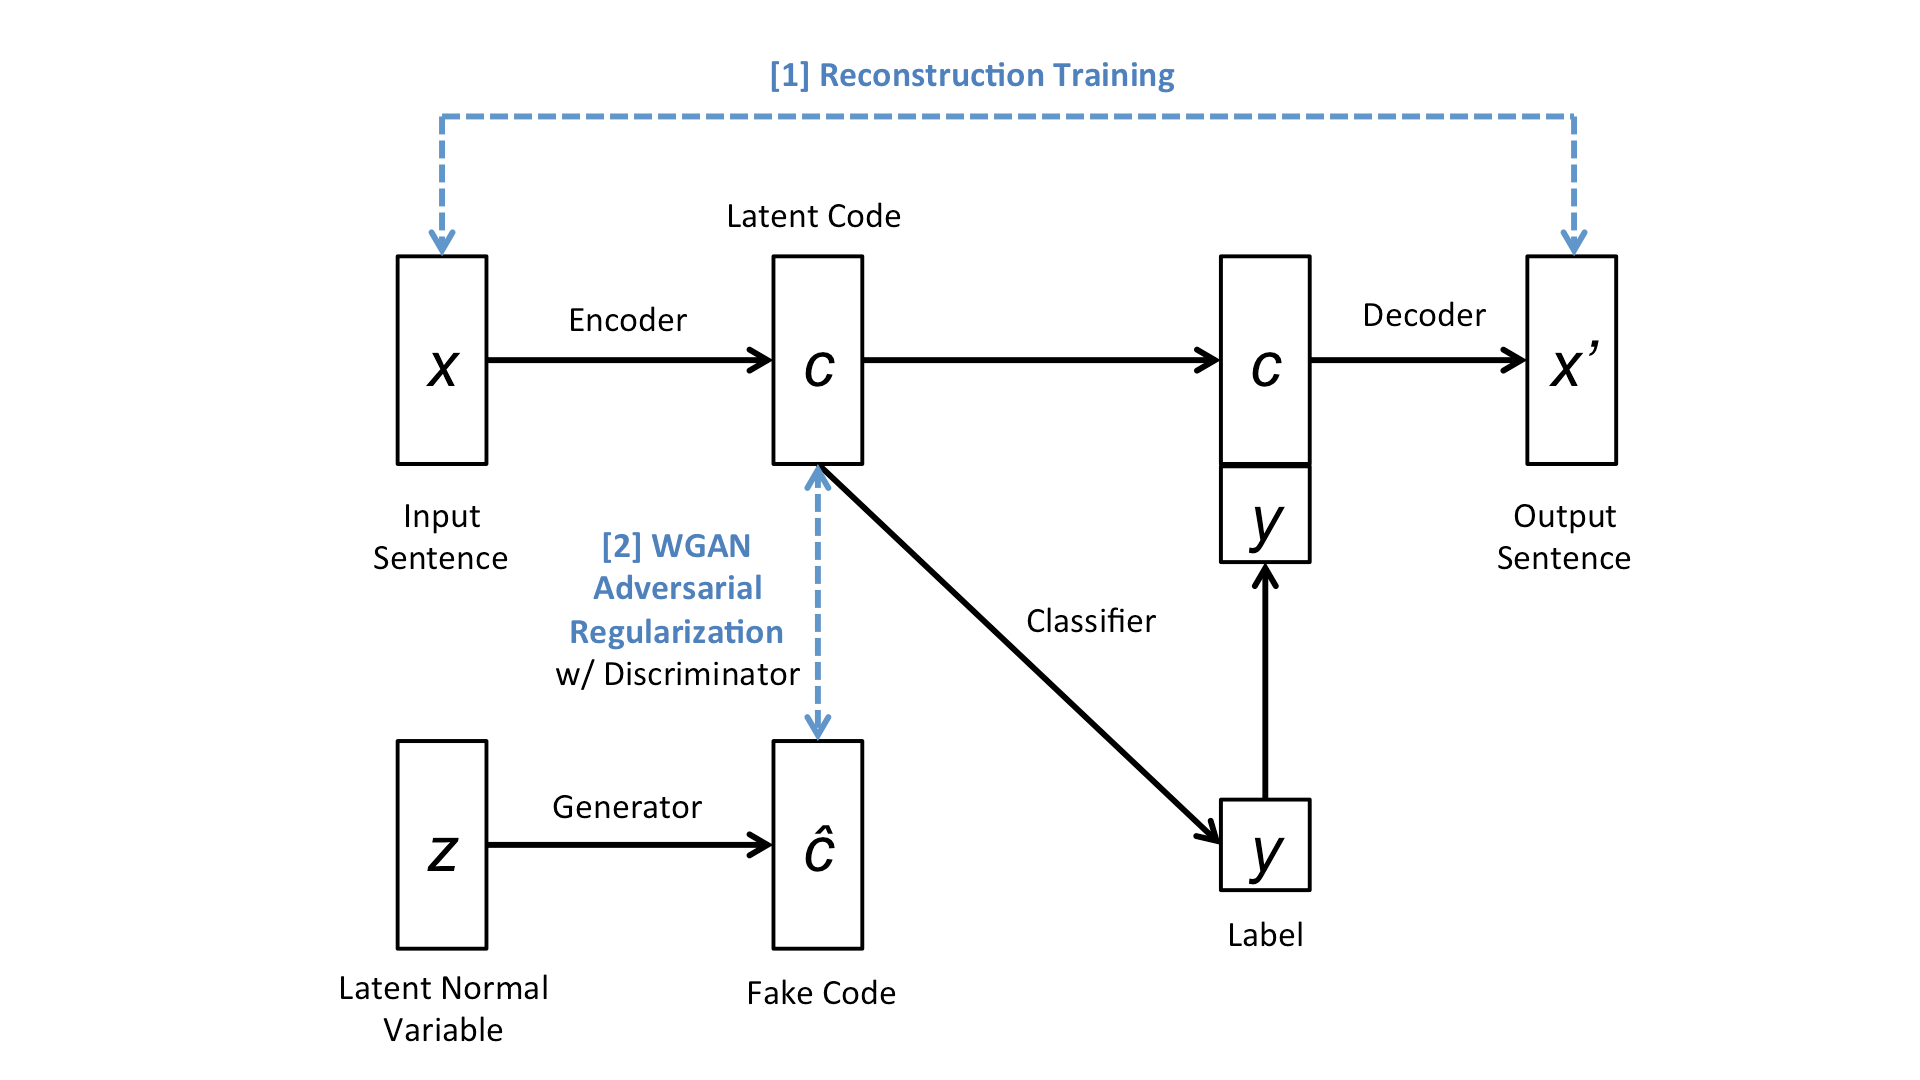 [1] Reconstruction Training
Latent Code
Encoder
Decoder
x
c
c
x’
Input
Sentence
y
Output
Sentence
[2] WGAN
Adversarial
Regularization
w/ Discriminator
Classifier
Generator
z
ĉ
y
Label
Latent Normal
Variable
Fake Code